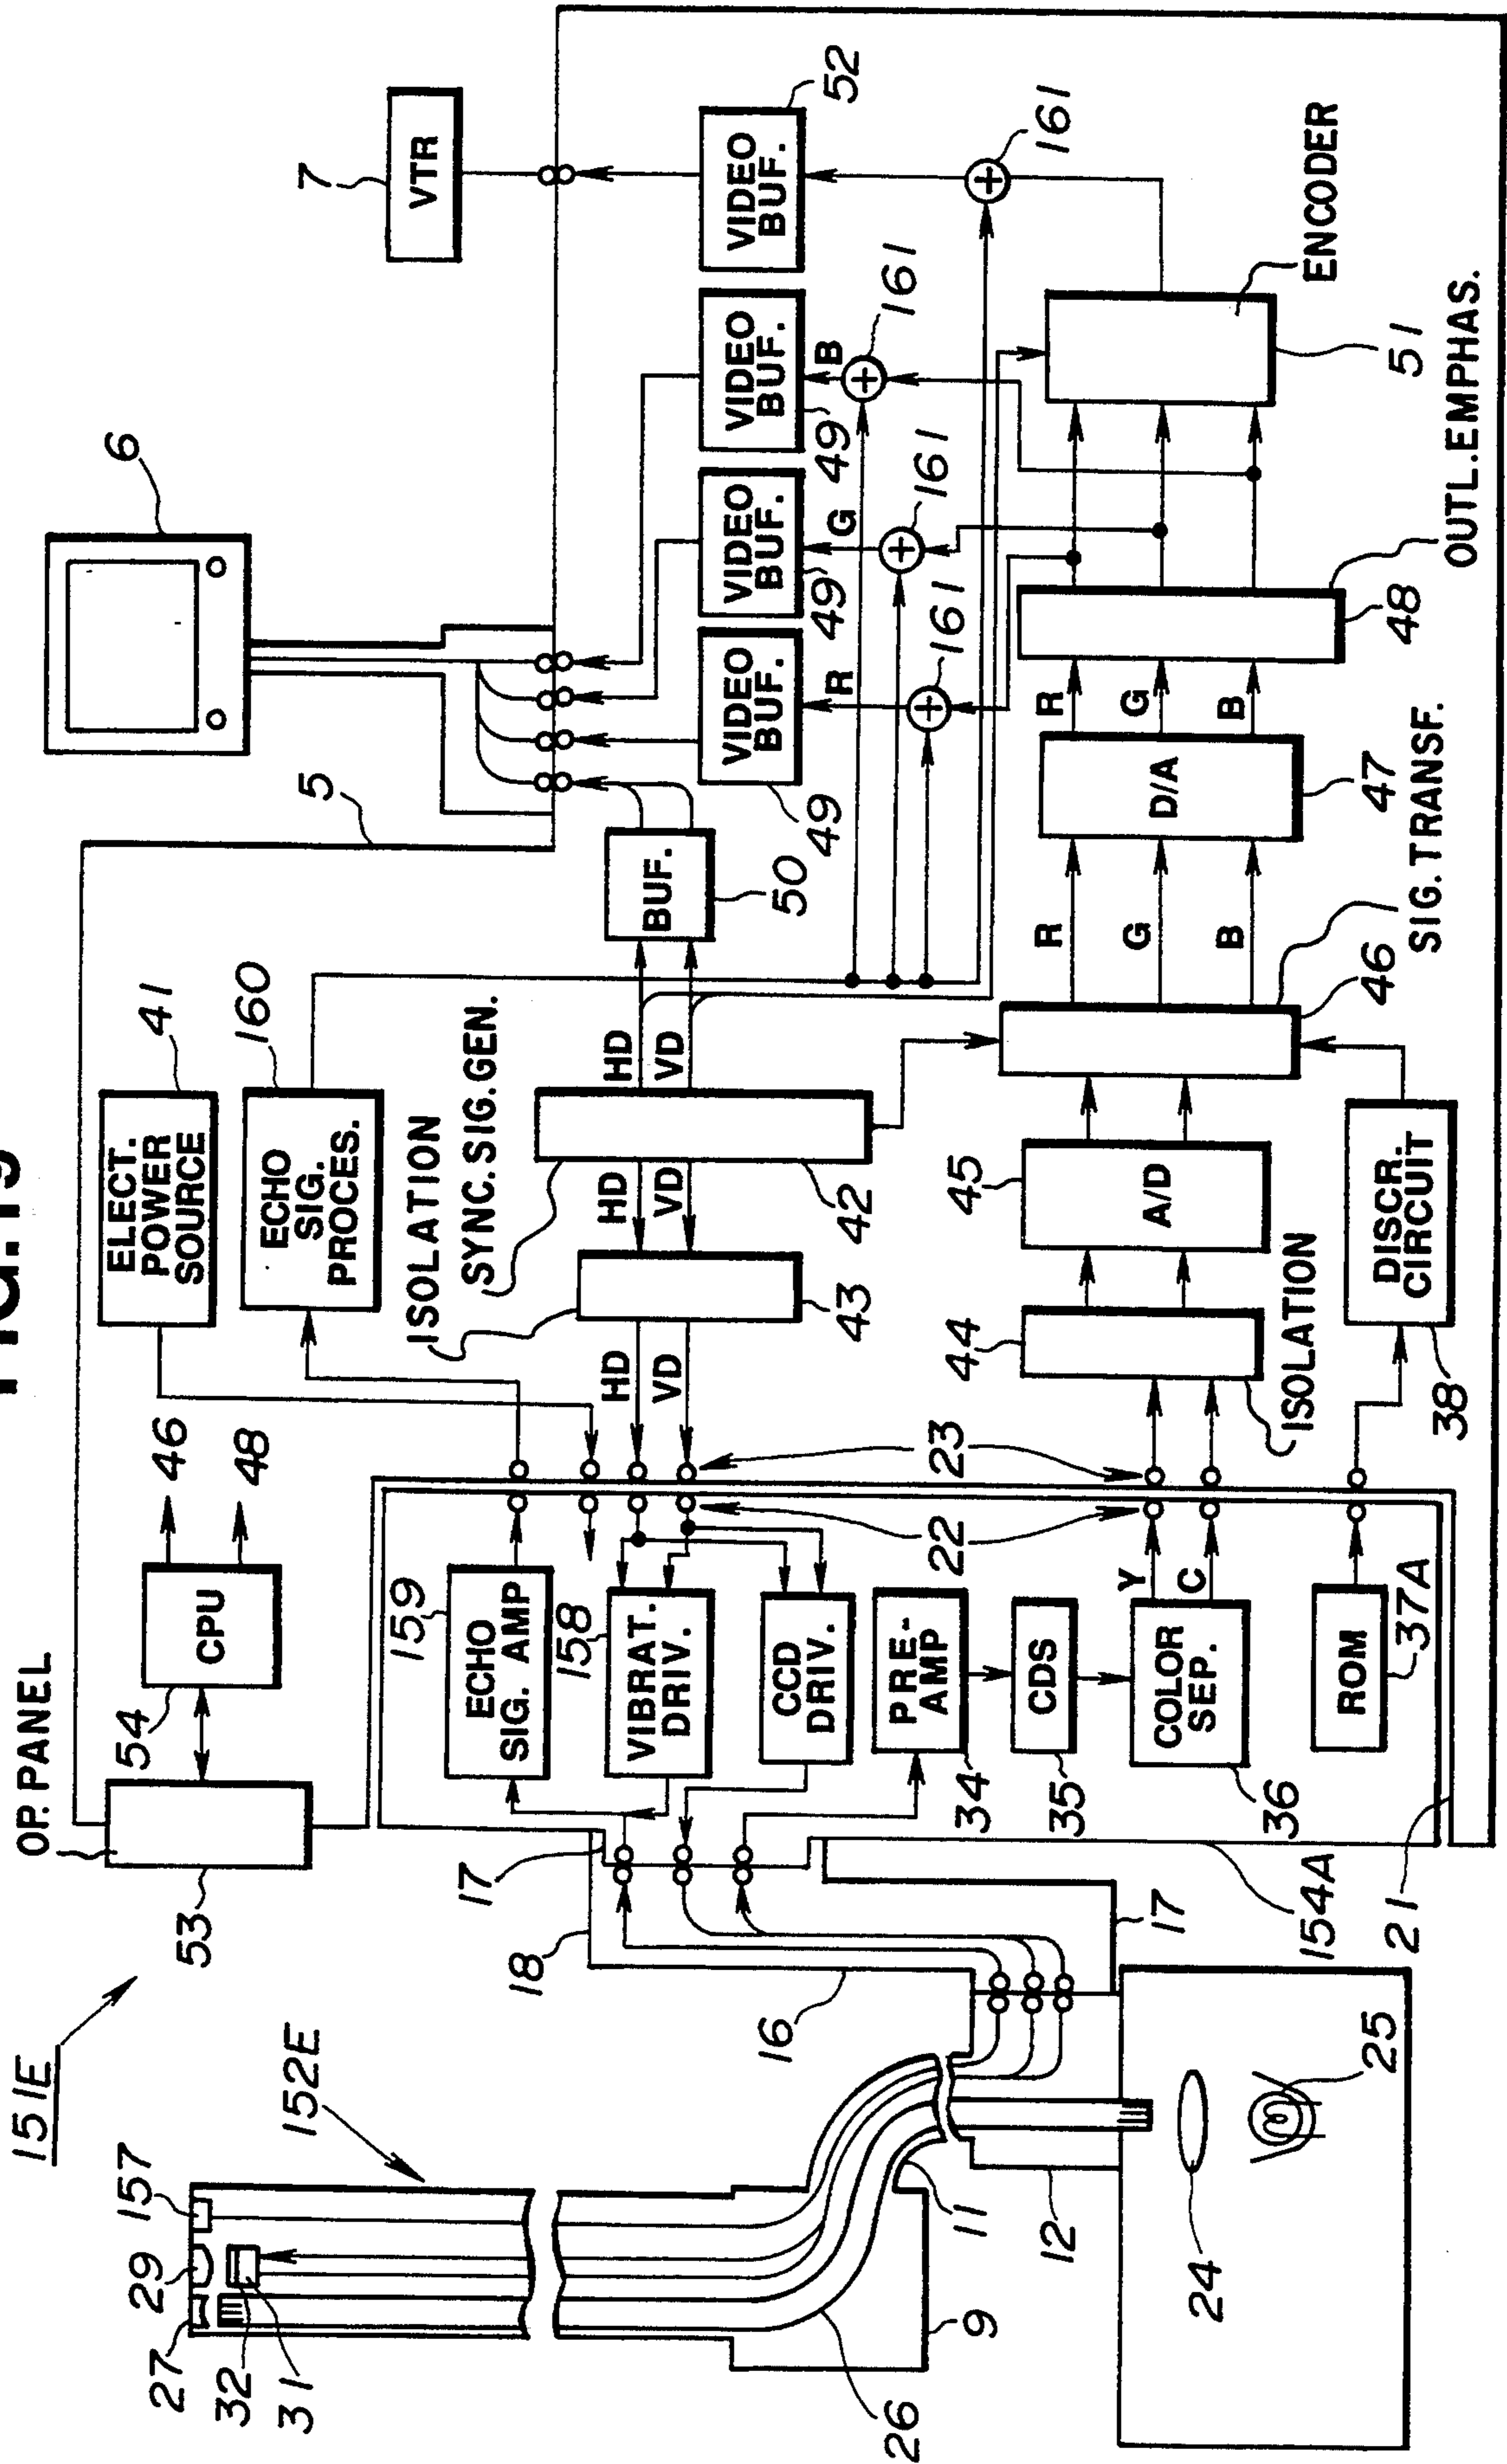 151E
OP. PANEL
53
54
CPU
46
48
ELECT.
POWER
SOURCE
41
ECHO
SIG.
PROCES.
160
5
6
7
VTR
ISOLATION
SYNC. SIG. GEN.
HD
VD
43
HD
VD
42
HD
VD
BUF.
50
VIDEO
BUF.
49
VIDEO
BUF.
49
VIDEO
BUF.
49
VIDEO
BUF.
52
R
G
B
161
161
161
161
ECHO
SIG. AMP
159
VIBRAT.
DRIV.
158
CCD
DRIV.
PRE-
AMP
34
CDS
35
COLOR
SEP.
36
Y
C
ROM
37A
22
23
ISOLATION
44
A/D
45
DISCR.
CIRCUIT
38
SIG. TRANSF.
46
R
G
B
D/A
47
R
G
B
OUTL. EMPHAS.
48
ENCODER
51
17
18
16
17
154A
21
152E
157
29
27
32
31
26
9
11
12
24
25